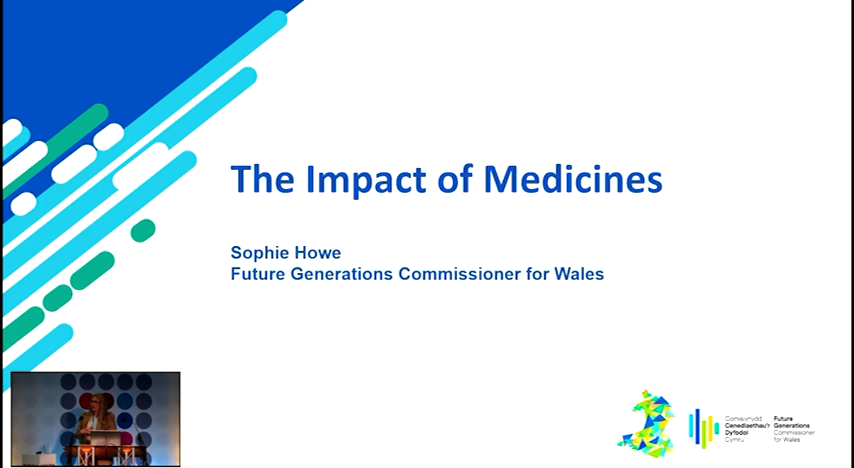 The Impact of Medicines
Sophie Howe
Future Generations Commissioner for Wales
Comisiynydd
Cenedlaethau'r
Dyfodol
Cymru
Future
Generations
Commissioner
for Wales